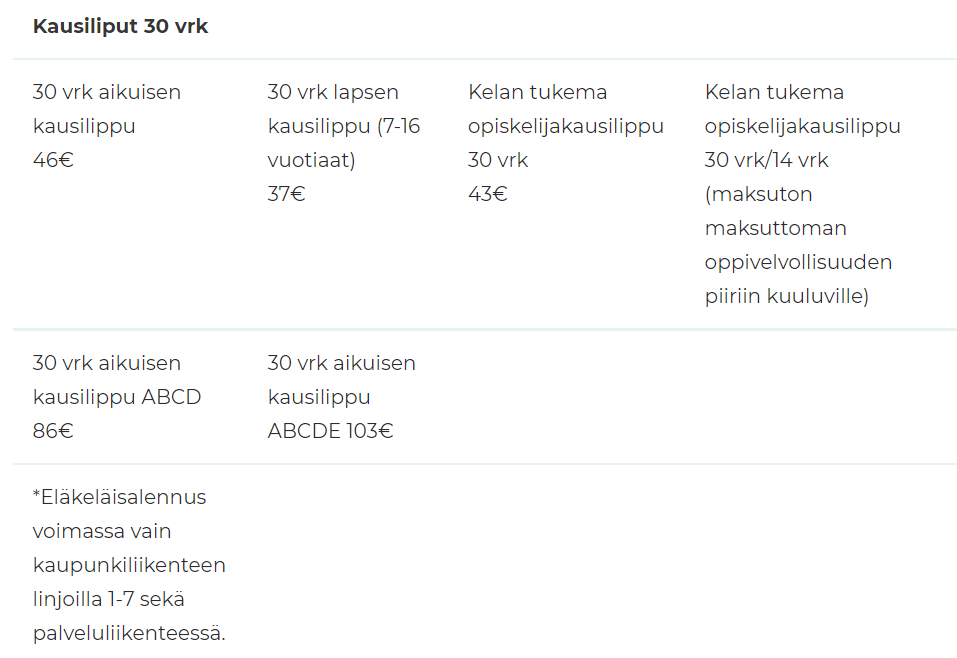 Kausiliput 30 vrk
30 vrk aikuisen
kausilippu
46€
30 vrk lapsen
kausilippu (7-16
vuotiaat)
37€
Kelan tukema
opiskelijakausilippu
30 vrk
43€
Kelan tukema
opiskelijakausilippu
30 vrk/14 vrk
(maksuton
maksuttoman
oppivelvollisuuden
piiriin kuuluville)
30 vrk aikuisen
kausilippu ABCD
86€
30 vrk aikuisen
kausilippu
ABCDE 103€
*Eläkeläisalennus
voimassa vain
kaupunkiliikenteen
linjoilla 1-7 sekä
palveluliikenteessä.